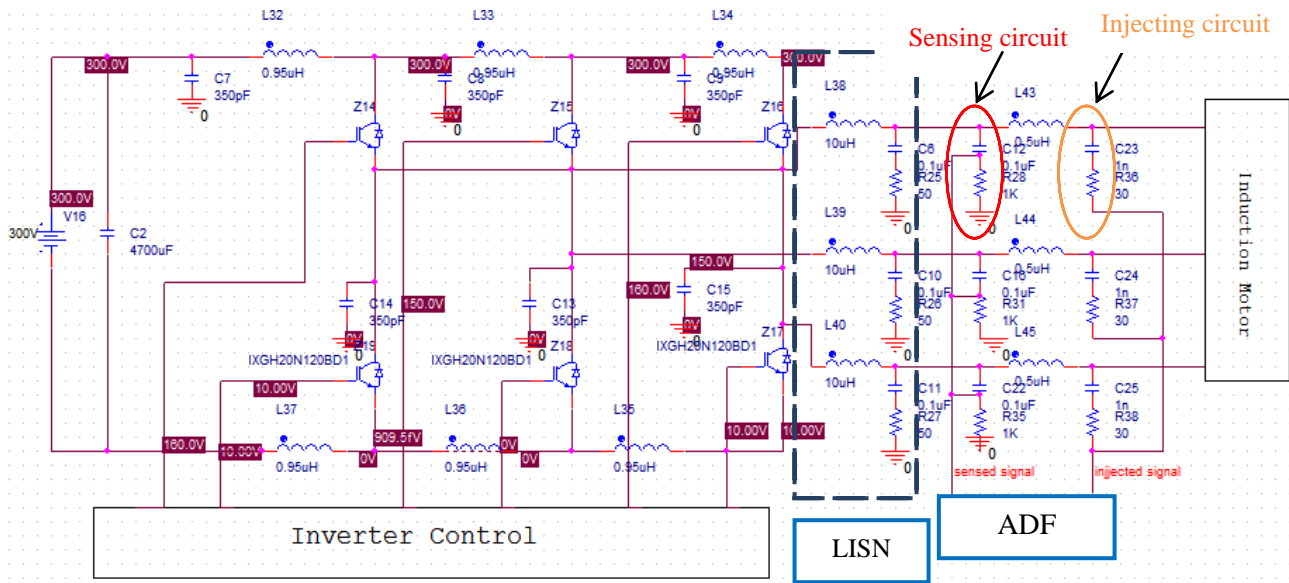 L32
L33
L34
Sensing circuit
Injecting circuit
300.0V
300.0V
300.0V
300.0V
0.95uH
0.95uH
0.95uH
C7
350pF
0
C8
350pF
0V
0
C9
350pF
0V
0
L38
10uH
L43
0.5uH
Z14
Z15
Z16
C6
0.1uF
R25
50
0
C12
0.1uF
R28
1K
0
C23
1n
R36
30
300.0V
V16
300V
C2
4700uF
L39
10uH
L44
0.5uH
Induction Motor
150.0V
C14
350pF
0V
0
150.0V
C13
350pF
0V
0
160.0V
C15
350pF
0V
0
C10
0.1uF
R26
50
0
C16
0.1uF
R31
1K
0
C24
1n
R37
30
L40
10uH
L45
0.5uH
IXGH20N120BD1
Z19
IXGH20N120BD1
Z18
IXGH20N120BD1
Z17
10.00V
C11
0.1uF
R27
50
0
C22
0.1uF
R35
1K
0
C25
1n
R38
30
L37
L36
L35
160.0V
10.00V
909.5fV
0V
0V
0V
10.00V
10.00V
0.95uH
0.95uH
0.95uH
sensed signal
injjected signal
Inverter Control
LISN
ADF